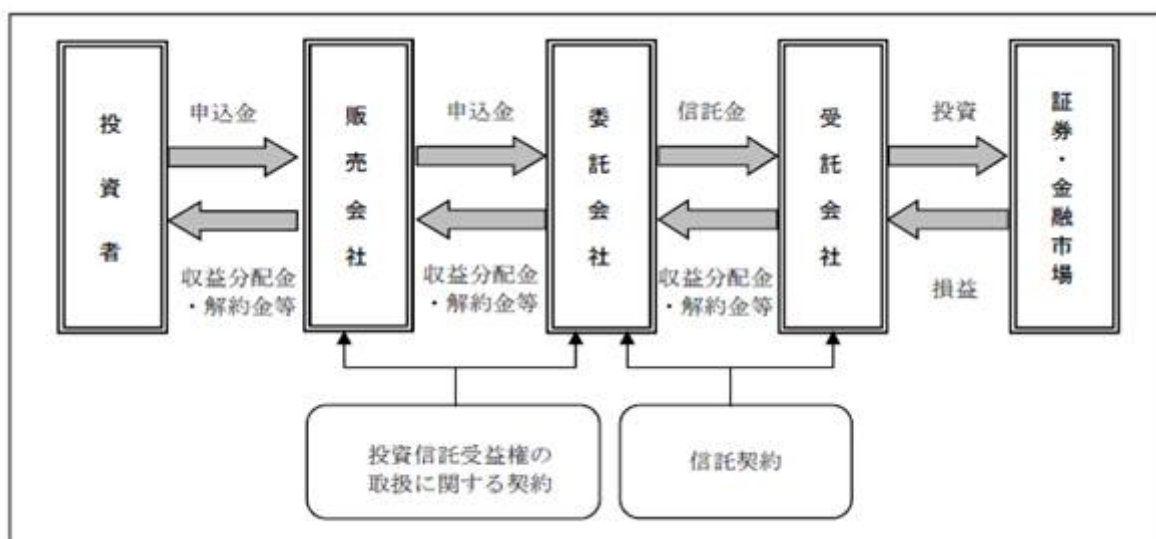 投資者
申込金
収益分配金
・解約金等
販売会社
申込金
収益分配金
・解約金等
委託会社
信託金
収益分配金
・解約金等
受託会社
投資
損益
証券・金融市場
投資信託受益権の
取扱に関する契約
信託契約